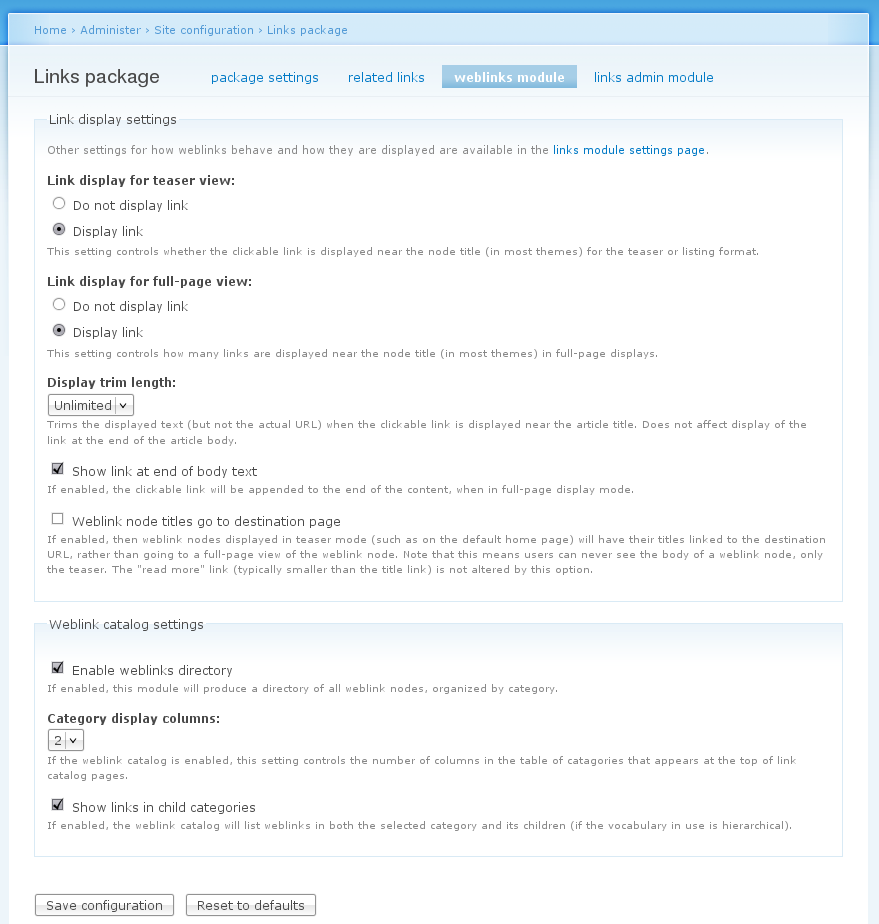 Home › Administer › Site configuration › Links package
Links package package settings related links weblinks module links admin module
Link display settings
Other settings for how weblinks behave and how they are displayed are available in the links module settings page.
Link display for teaser view:
Do not display link
Display link
This setting controls whether the clickable link is displayed near the node title (in most themes) for the teaser or listing format.
Link display for full-page view:
Do not display link
Display link
This setting controls how many links are displayed near the node title (in most themes) in full-page displays.
Display trim length:
Unlimited
Trims the displayed text (but not the actual URL) when the clickable link is displayed near the article title. Does not affect display of the
link at the end of the article body.
Show link at end of body text
If enabled, the clickable link will be appended to the end of the content, when in full-page display mode.
Weblink node titles go to destination page
If enabled, then weblink nodes displayed in teaser mode (such as on the default home page) will have their titles linked to the destination
URL, rather than going to a full-page view of the weblink node. Note that this means users can never see the body of a weblink node, only
the teaser. The "read more" link (typically smaller than the title link) is not altered by this option.
Weblink catalog settings
Enable weblinks directory
If enabled, this module will produce a directory of all weblink nodes, organized by category.
Category display columns:
2
If the weblink catalog is enabled, this setting controls the number of columns in the table of catagories that appears at the top of link
catalog pages.
Show links in child categories
If enabled, the weblink catalog will list weblinks in both the selected category and its children (if the vocabulary in use is hierarchical).
Save configuration Reset to defaults